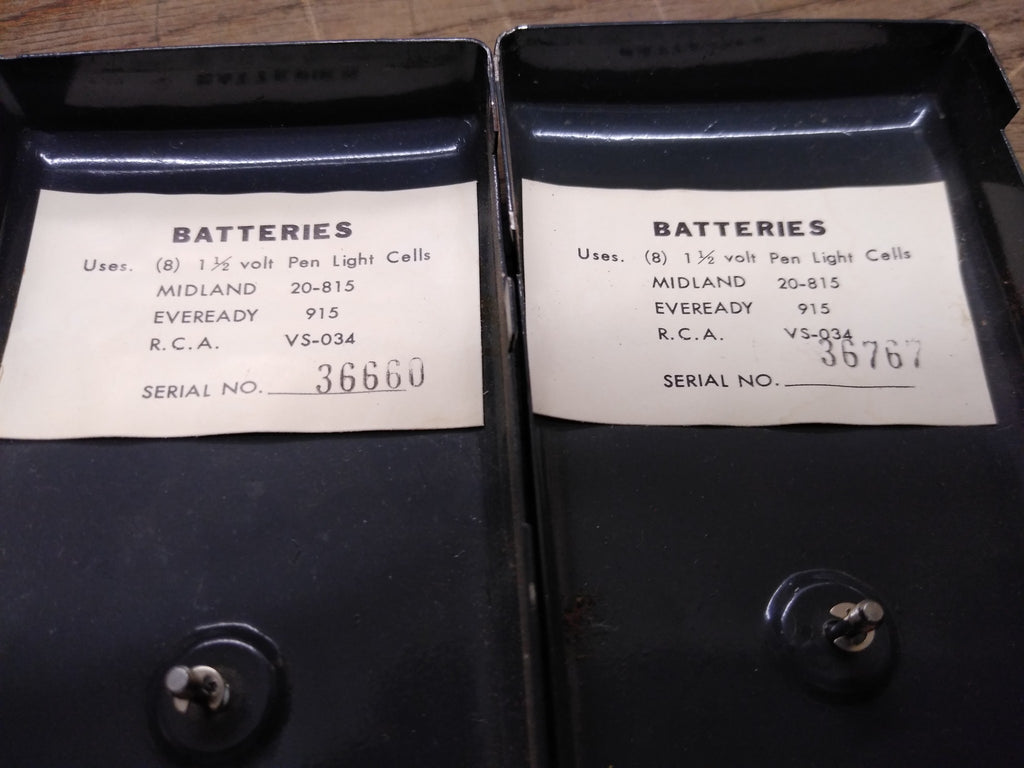 BATTERIES
Uses. (8) 1½ volt Pen Light Cells
MIDLAND 20-815
EVEREADY 915
R.C.A. VS-034
SERIAL NO. 36660
BATTERIES
Uses. (8) 1½ volt Pen Light Cells
MIDLAND 20-815
EVEREADY 915
R.C.A. VS-034
36767
SERIAL NO.